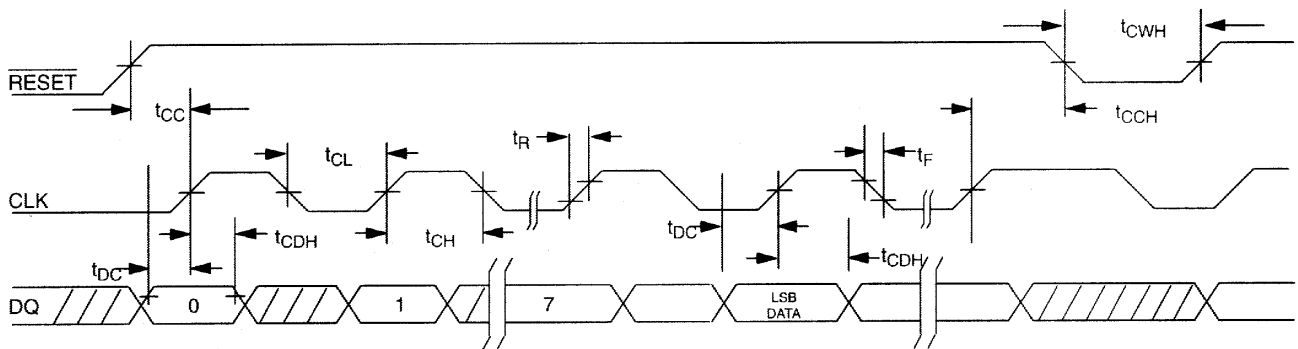 tCWH
RESET
tCC
tCCH
tR
tCL
tF
CLK
tCDH
tCH
tDC
tDC
tCDH
DQ
0
1
7
LSB
DATA